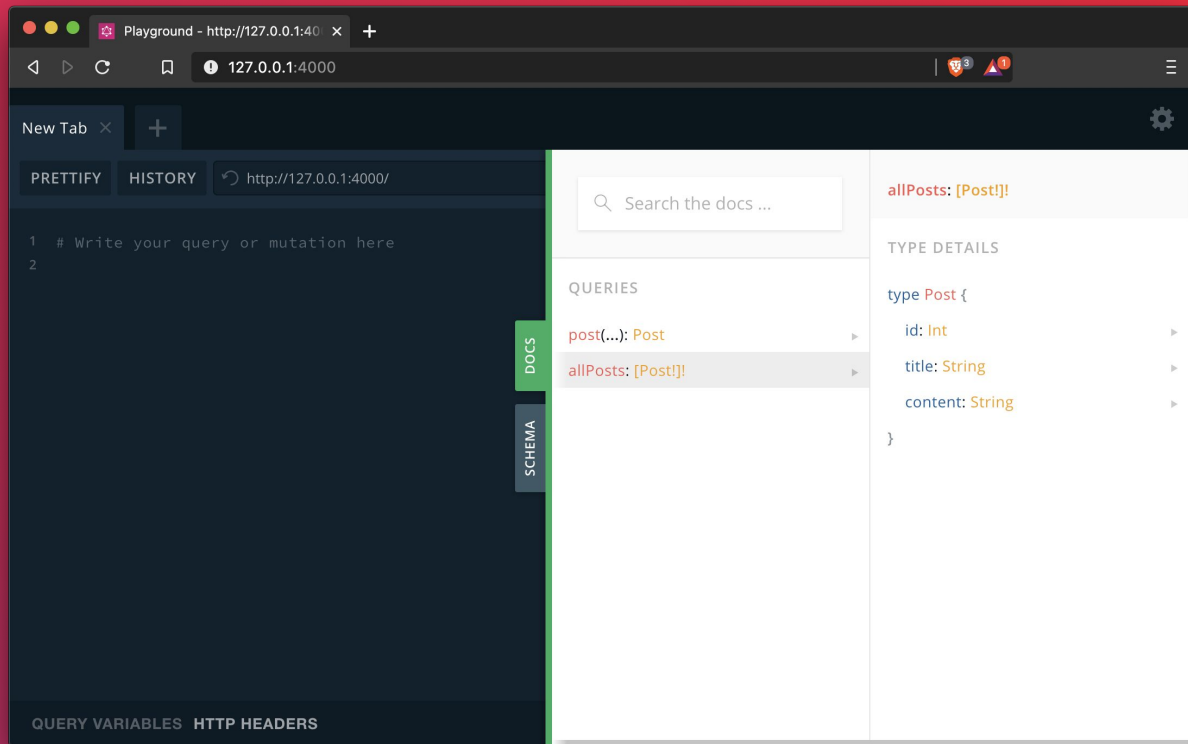 Playground - http://127.0.0.1:40
127.0.0.1:4000
3
1
New Tab
PRETTIFY
HISTORY
http://127.0.0.1:4000/
1 # Write your query or mutation here
2
DOCS
SCHEMA
Search the docs ...
QUERIES
post(...): Post
allPosts: [Post!]!
allPosts: [Post!]!
TYPE DETAILS
type Post {
id: Int
title: String
content: String
}
QUERY VARIABLES HTTP HEADERS